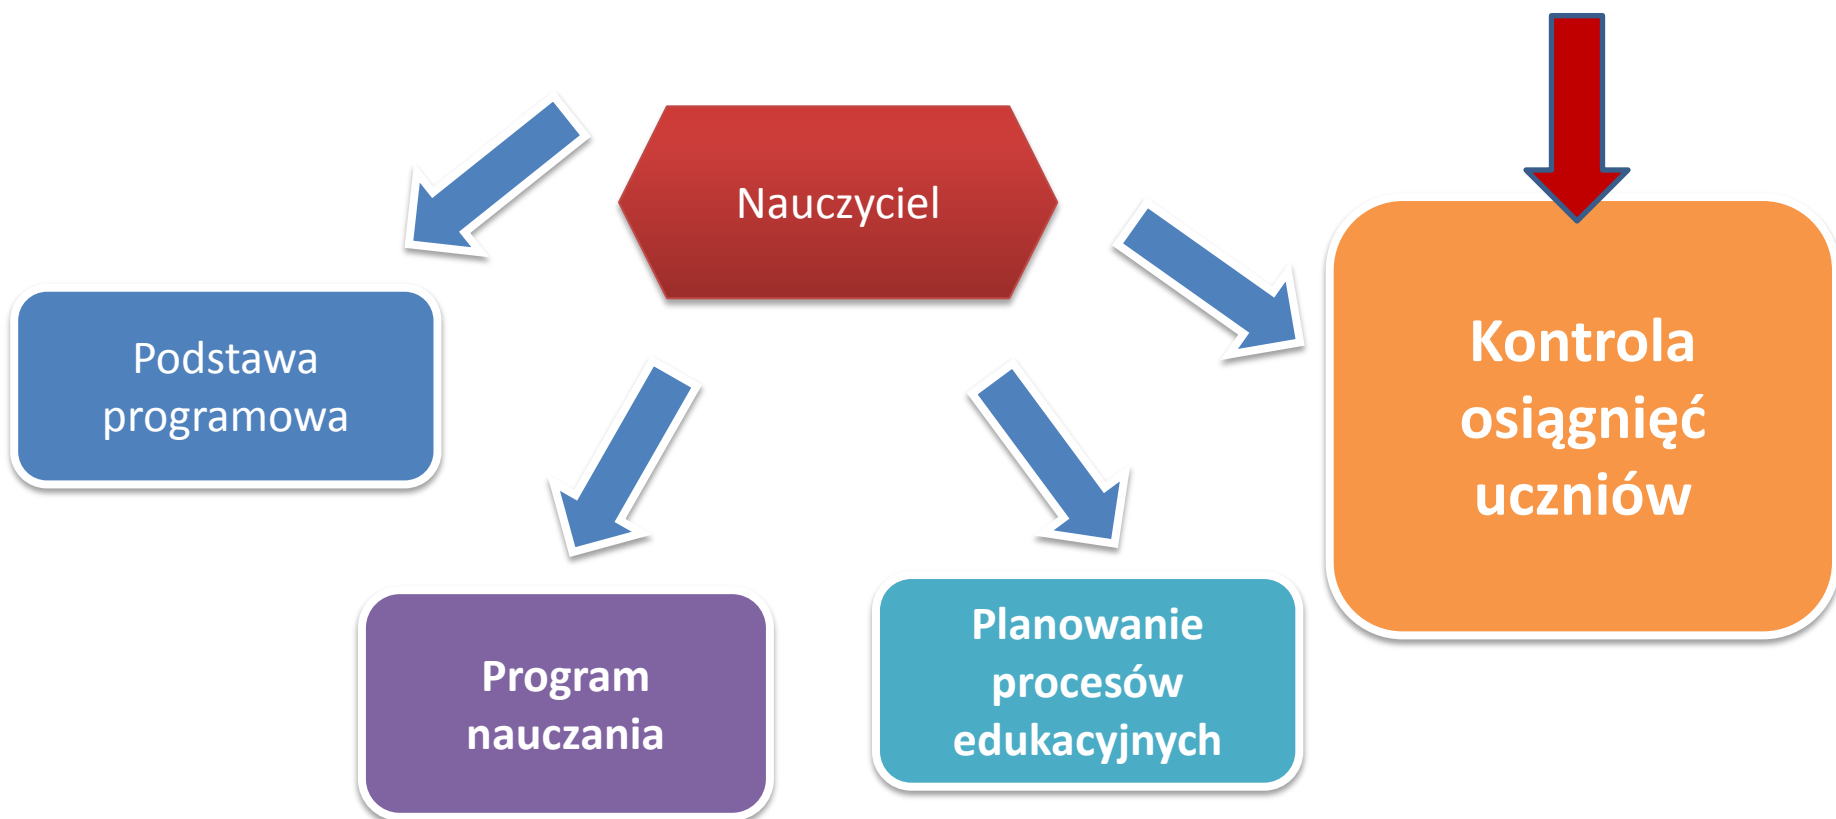 Nauczyciel
Podstawa
programowa
Kontrola
osiągnięć
uczniów
Program
nauczania
Planowanie
procesów
edukacyjnych